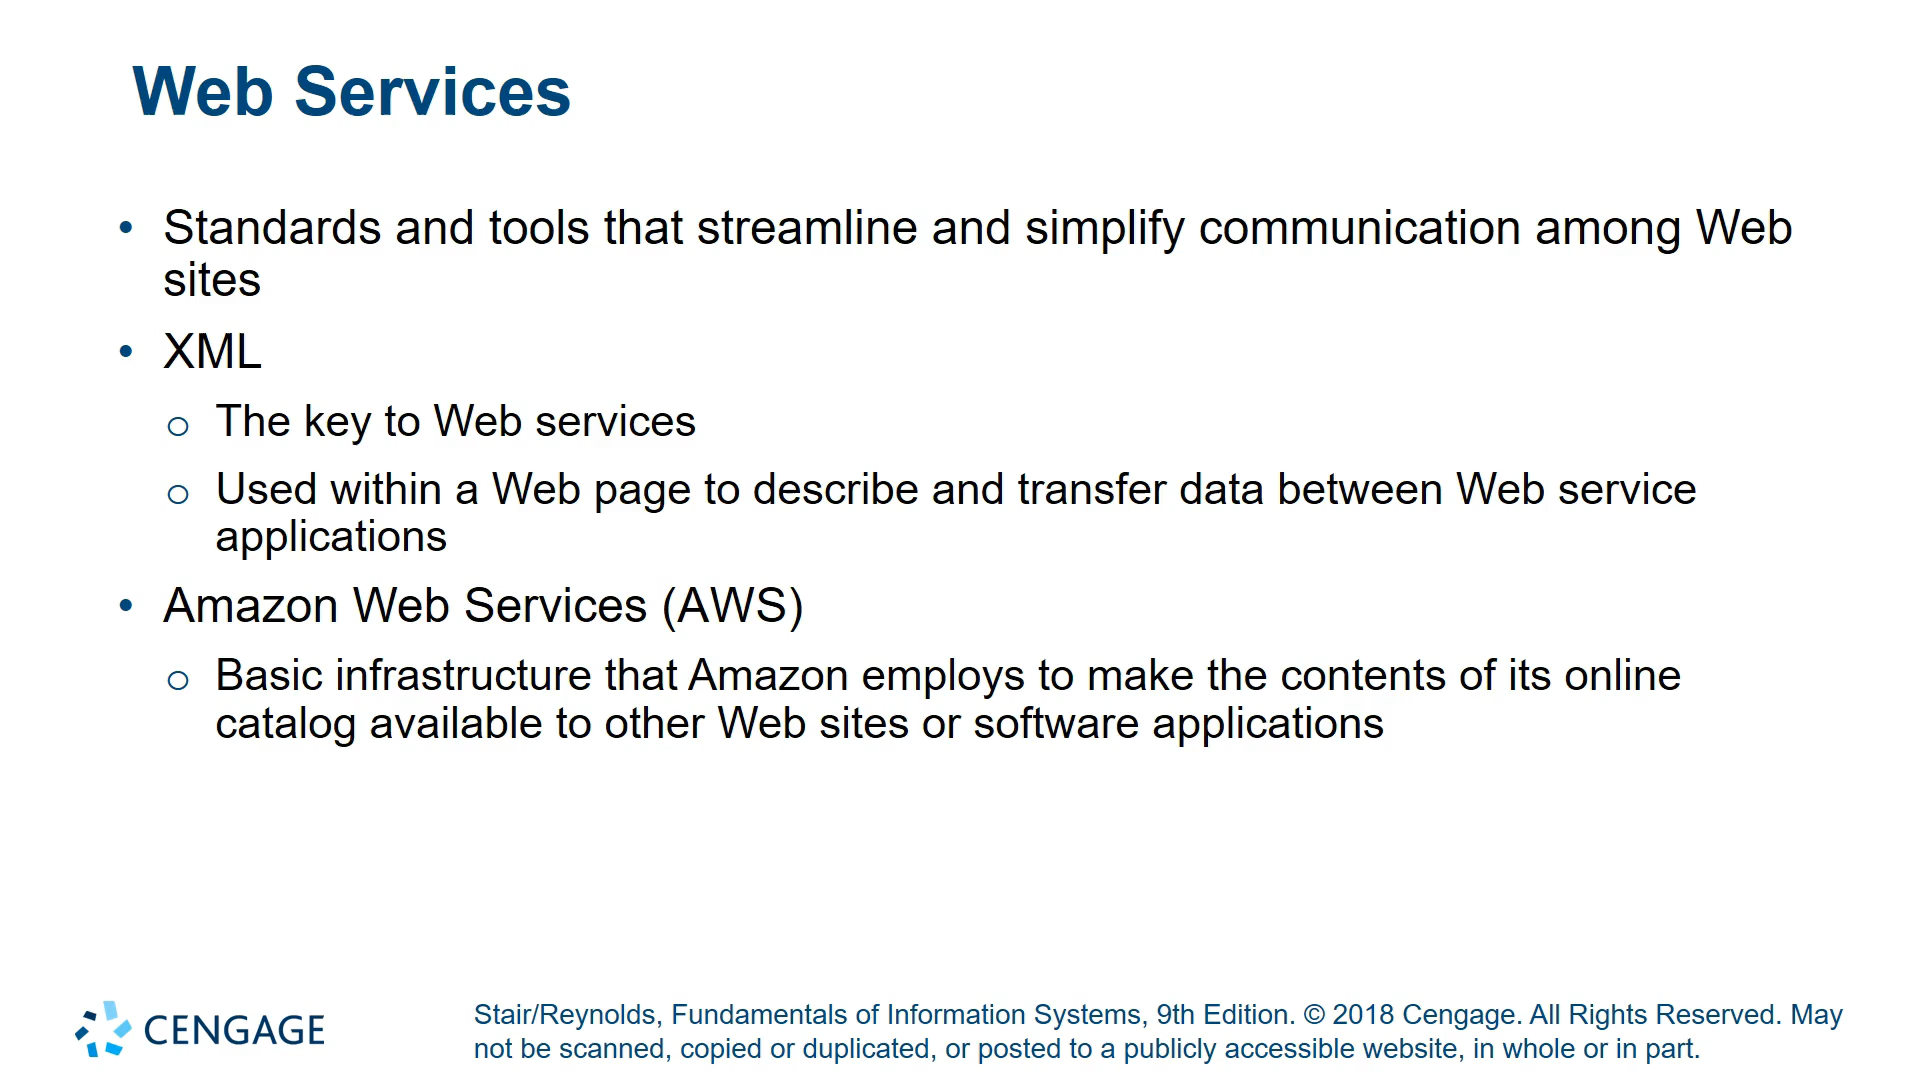 Web Services
• Standards and tools that streamline and simplify communication among Web
sites
• XML
o The key to Web services
o Used within a Web page to describe and transfer data between Web service
applications
• Amazon Web Services (AWS)
o Basic infrastructure that Amazon employs to make the contents of its online
catalog available to other Web sites or software applications
CENGAGE
Stair/Reynolds, Fundamentals of Information Systems, 9th Edition. © 2018 Cengage. All Rights Reserved. May
not be scanned, copied or duplicated, or posted to a publicly accessible website, in whole or in part.